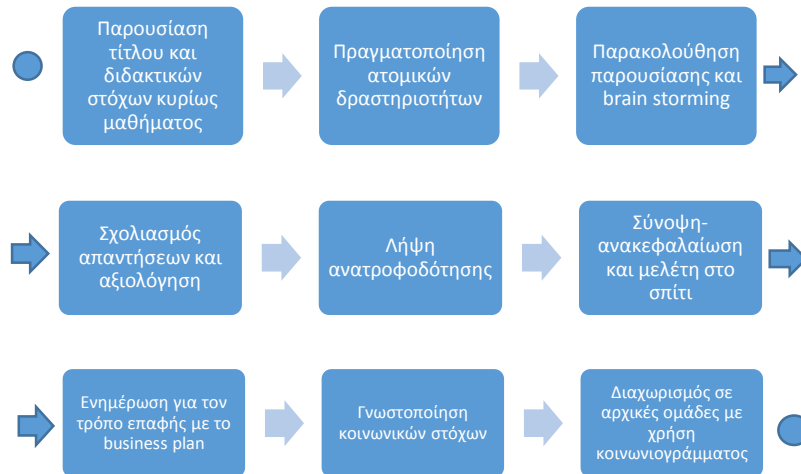 Παρουσίαση
τίτλου και
διδακτικών
στόχων κυρίως
μαθήματος
Πραγματοποίηση
ατομικών
δραστηριοτήτων
Παρακολούθηση
παρουσίασης και
brain storming
Σχολιασμός
απαντήσεων και
αξιολόγηση
Λήψη
ανατροφοδότησης
Σύνοψη-
ανακεφαλαίωση
και μελέτη στο
σπίτι
Ενημέρωση για τον
τρόπο επαφής με το
business plan
Γνωστοποίηση
κοινωνικών στόχων
Διαχωρισμός σε
αρχικές ομάδες με
χρήση
κοινωνιογράμματος